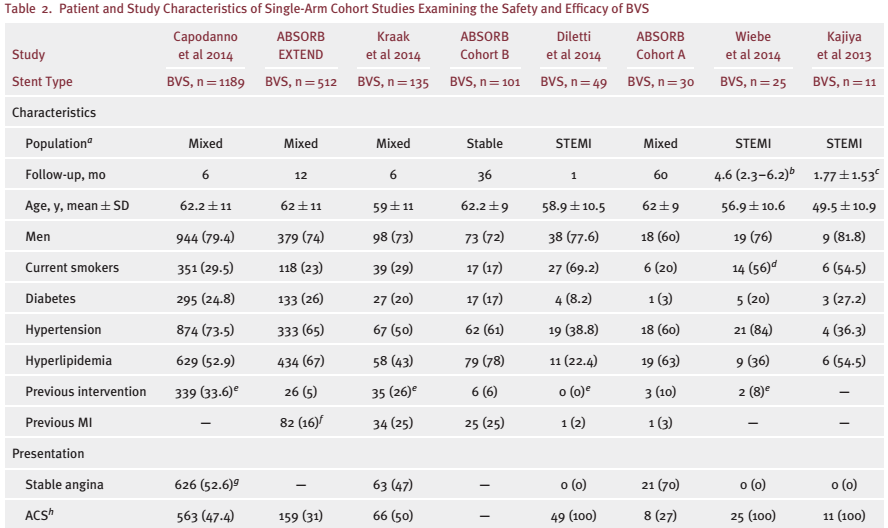 Table 2. Patient and Study Characteristics of Single-Arm Cohort Studies Examining the Safety and Efficacy of BVS
Study Capodanno et al 2014 ABSORB EXTEND Kraak et al 2014 ABSORB Cohort B Diletti et al 2014 ABSORB Cohort A Wiebe et al 2014 Kajiya et al 2013
Stent Type BVS, n = 1189 BVS, n = 512 BVS, n = 135 BVS, n = 101 BVS, n = 49 BVS, n = 30 BVS, n = 25 BVS, n = 11
Characteristics
Population^a Mixed Mixed Mixed Stable STEMI Mixed STEMI STEMI
Follow-up, mo 6 12 6 36 1 60 4.6 (2.3–6.2)^b 1.77 ± 1.53^c
Age, y, mean ± SD 62.2 ± 11 62 ± 11 59 ± 11 62.2 ± 9 58.9 ± 10.5 62 ± 9 56.9 ± 10.6 49.5 ± 10.9
Men 944 (79.4) 379 (74) 98 (73) 73 (72) 38 (77.6) 18 (60) 19 (76) 9 (81.8)
Current smokers 351 (29.5) 118 (23) 39 (29) 17 (17) 27 (69.2) 6 (20) 14 (56)^d 6 (54.5)
Diabetes 295 (24.8) 133 (26) 27 (20) 17 (17) 4 (8.2) 1 (3) 5 (20) 3 (27.2)
Hypertension 874 (73.5) 333 (65) 67 (50) 62 (61) 19 (38.8) 18 (60) 21 (84) 4 (36.3)
Hyperlipidemia 629 (52.9) 434 (67) 58 (43) 79 (78) 11 (22.4) 19 (63) 9 (36) 6 (54.5)
Previous intervention 339 (33.6)^e 26 (5) 35 (26)^e 6 (6) 0 (0)^e 3 (10) 2 (8)^e —
Previous MI — 82 (16)^f 34 (25) 25 (25) 1 (2) 1 (3) — —
Presentation
Stable angina 626 (52.6)^g — 63 (47) — 0 (0) 21 (70) 0 (0) 0 (0)
ACS^h 563 (47.4) 159 (31) 66 (50) — 49 (100) 8 (27) 25 (100) 11 (100)